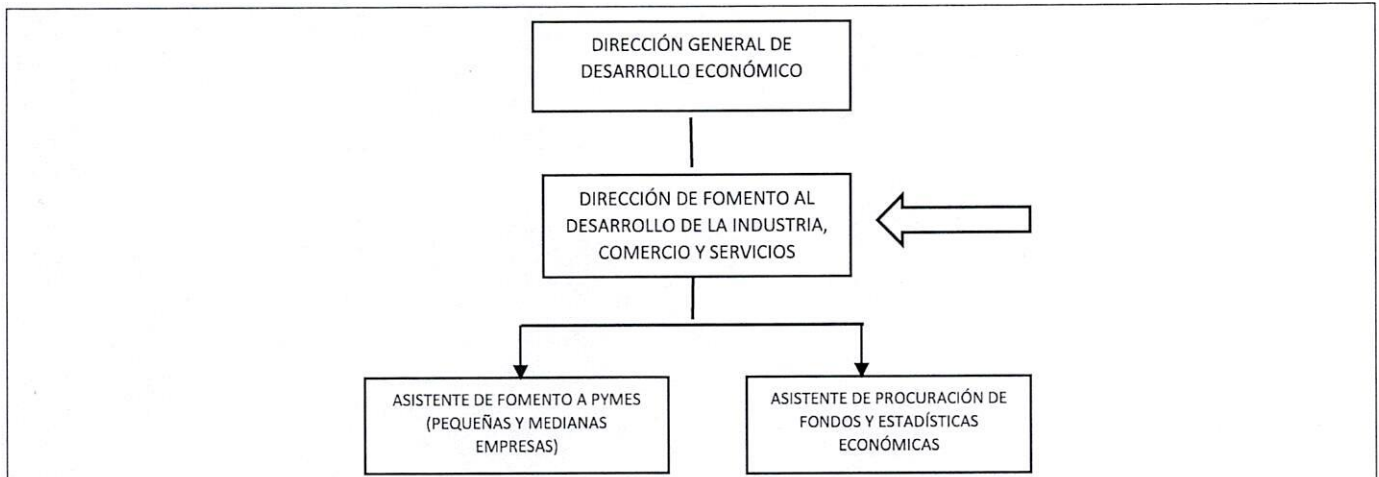 DIRECCIÓN GENERAL DE
DESARROLLO ECONÓMICO
DIRECCIÓN DE FOMENTO AL
DESARROLLO DE LA INDUSTRIA,
COMERCIO Y SERVICIOS
ASISTENTE DE FOMENTO A PYMES
(PEQUEÑAS Y MEDIANAS
EMPRESAS)
ASISTENTE DE PROCURACIÓN DE
FONDOS Y ESTADÍSTICAS
ECONÓMICAS